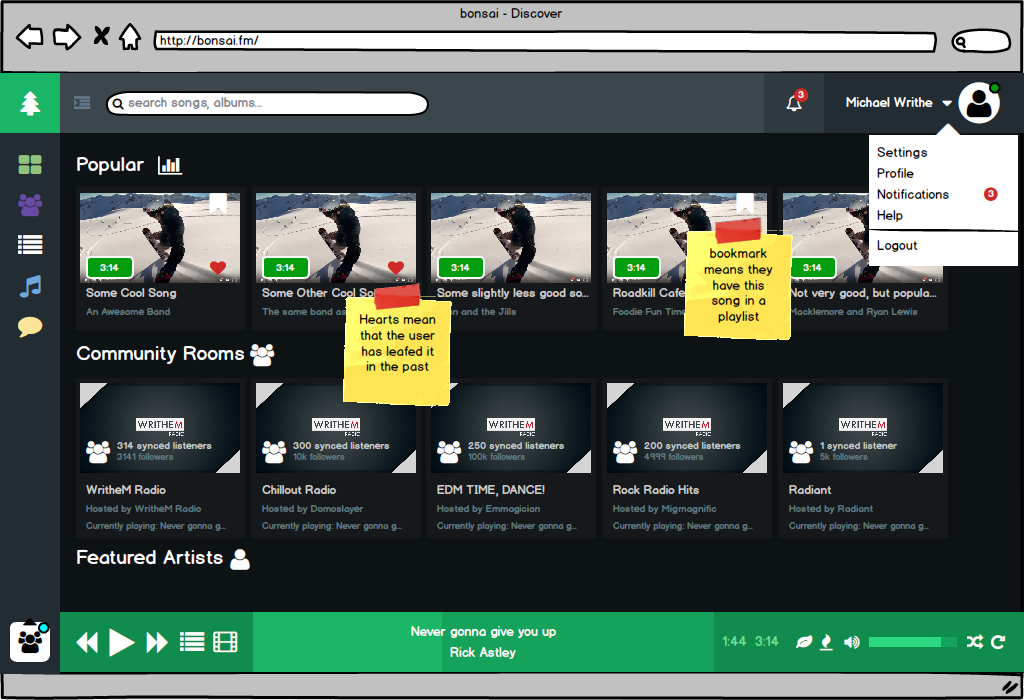 bonsai - Discover
http://bonsai.fm/
search songs, albums...
3
Michael Writhe
Settings
Profile
Notifications 3
Help
Logout
Popular
3:14
3:14
3:14
3:14
3:14
Some Cool Song
Some Other Cool So
Some slightly less good so...
Roadkill Cafe
Not very good, but popula...
An Awesome Band
The same band as
n and the Jills
Foodie Fun Time
Macklemore and Ryan Lewis
Hearts mean
that the user
has leafed it
in the past
bookmark
means they
have this
song in a
playlist
Community Rooms
WRITHEM
RADIO
314 synced listeners
3141 followers
WritheM Radio
Hosted by WritheM Radio
Currently playing: Never gonna g...
WRITHEM
RADIO
300 synced listeners
10k followers
Chillout Radio
Hosted by Domoslayer
Currently playing: Never gonna g...
WRITHEM
RADIO
250 synced listeners
100k followers
EDM TIME, DANCE!
Hosted by Emmagician
Currently playing: Never gonna g...
WRITHEM
RADIO
200 synced listeners
4999 followers
Rock Radio Hits
Hosted by Migmagnific
Currently playing: Never gonna g...
WRITHEM
RADIO
1 synced listener
5k followers
Radiant
Hosted by Radiant
Currently playing: Never gonna g...
Featured Artists
Never gonna give you up
Rick Astley
1:44 3:14